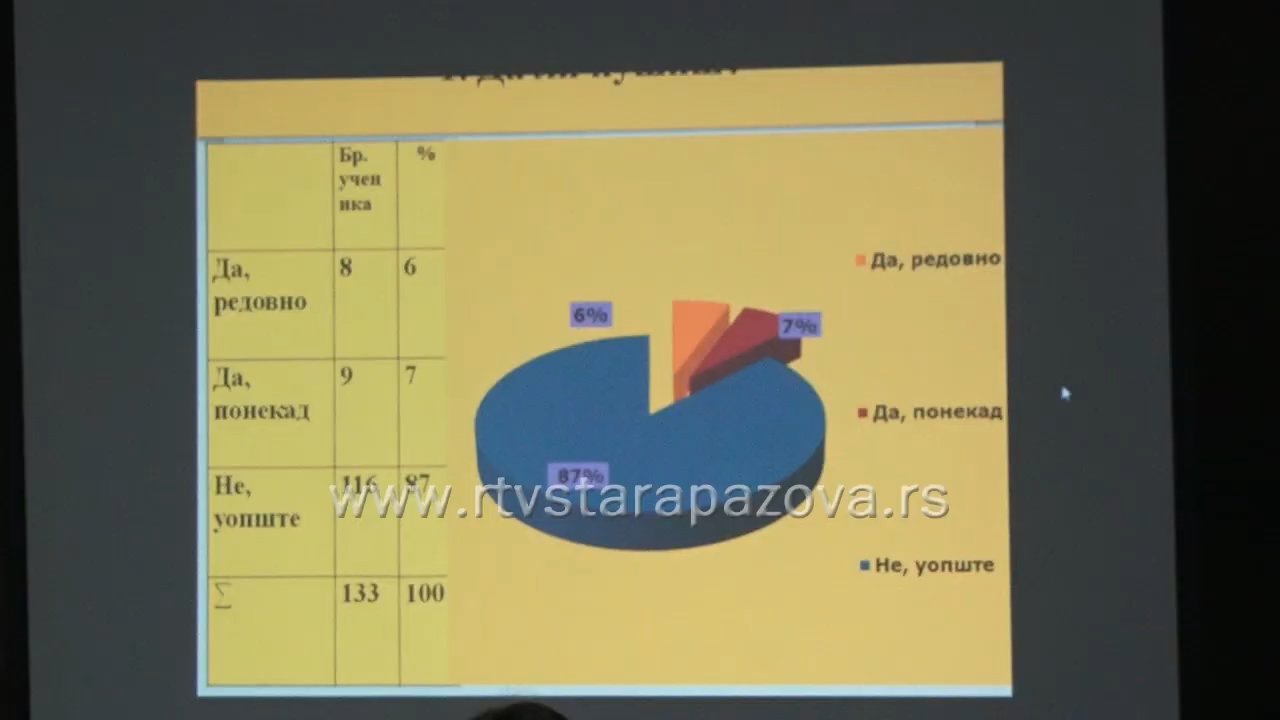 Бр.
учен
ика
%
Да,
редовно
8
6
Да,
понекад
9
7
Не,
уопште
116
87
∑
133
100
6%
7%
87%
Да, редовно
Да, понекад
Не, уопште
www.rtvstarapazova.rs